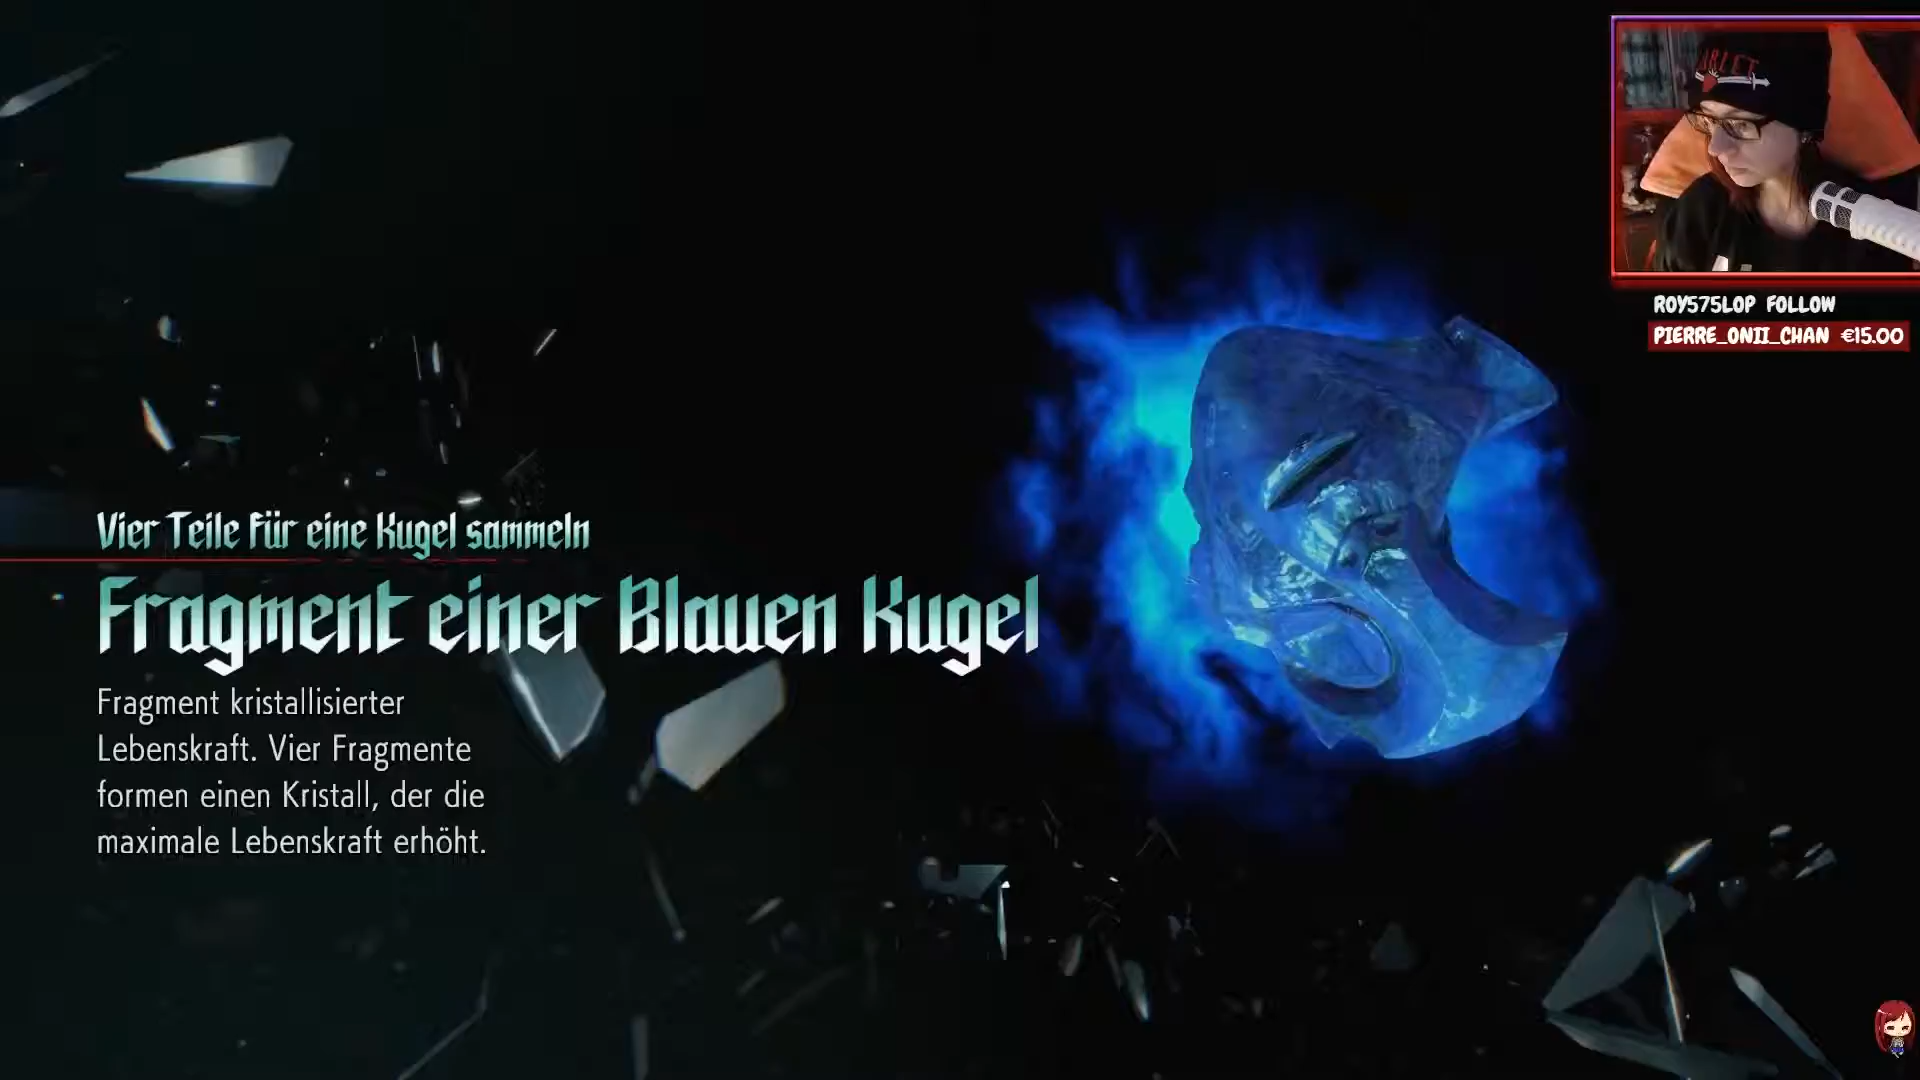 ROY575LOP FOLLOW
PIERRE_ONII_CHAN €15.00
Vier Teile für eine Kugel sammeln
Fragment einer Blauen Kugel
Fragment kristallisierter
Lebenskraft. Vier Fragmente
formen einen Kristall, der die
maximale Lebenskraft erhöht.